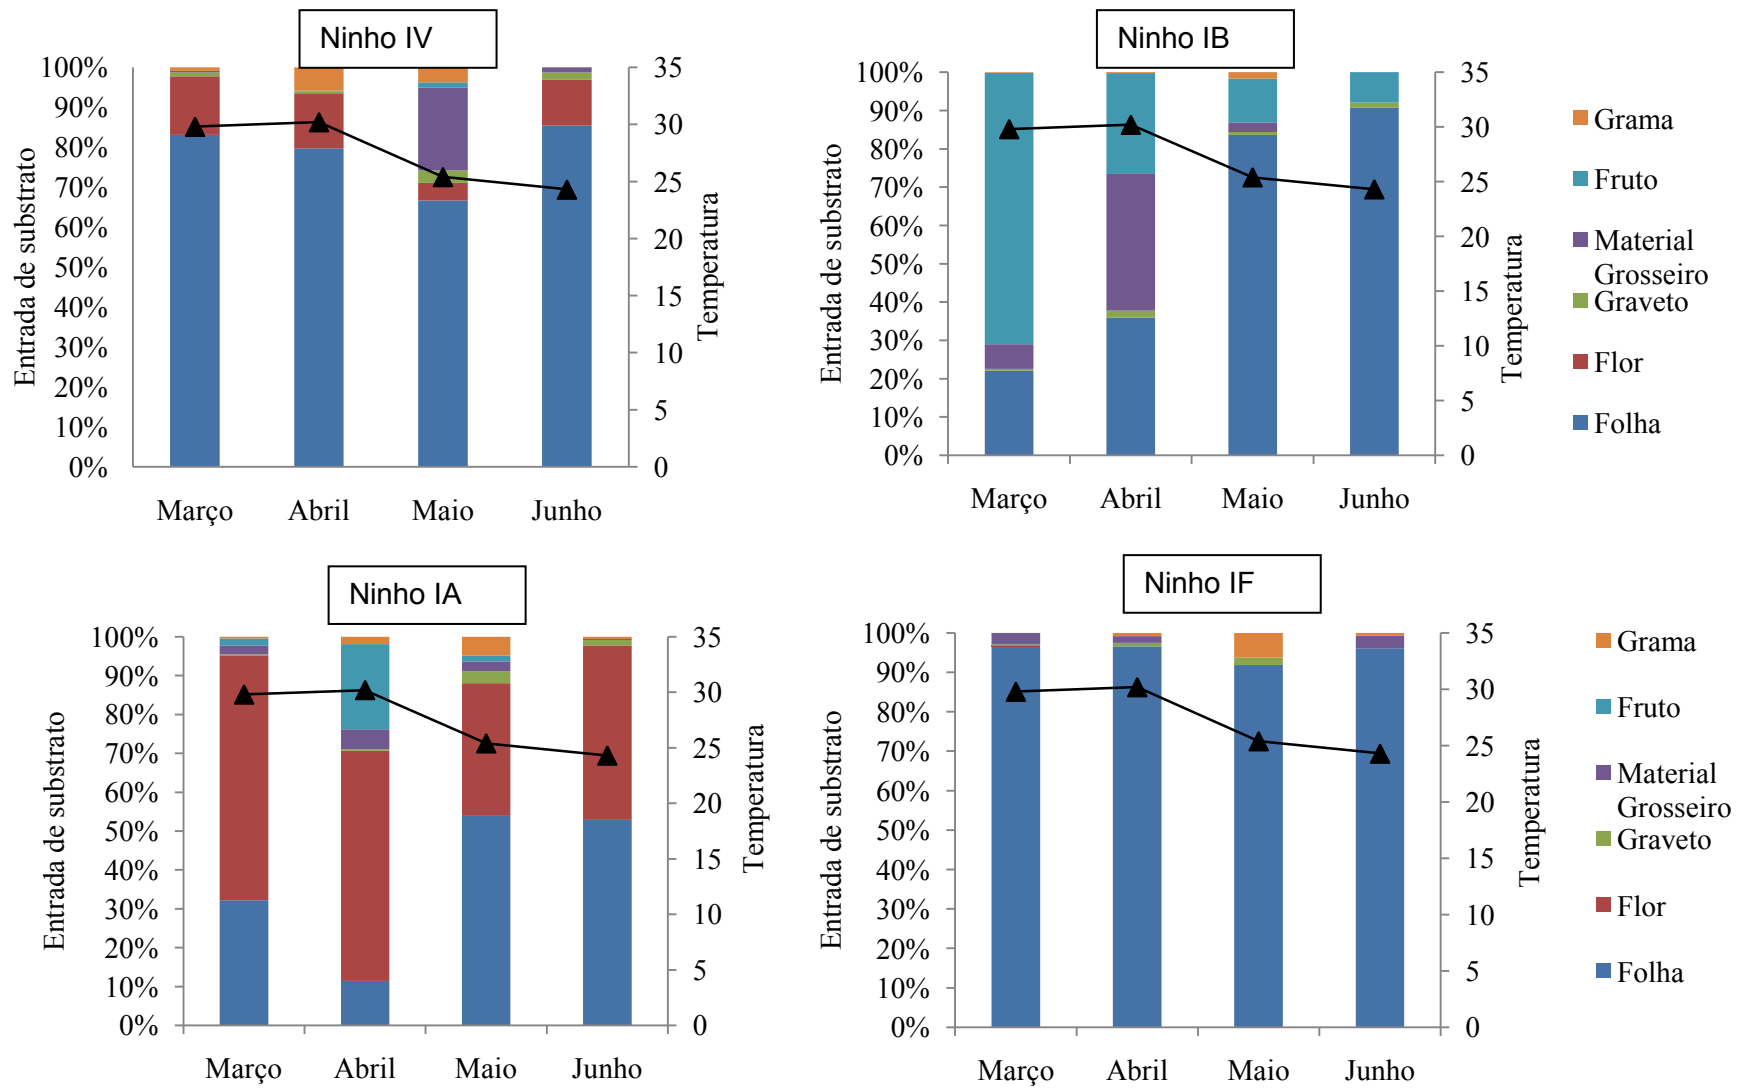 Ninho IV
100%
90%
80%
70%
60%
50%
40%
30%
20%
10%
0%
Entrada de substrato
35
30
25
20
15
10
5
0
Temperatura
Março Abril Maio Junho
Ninho IB
100%
90%
80%
70%
60%
50%
40%
30%
20%
10%
0%
Entrada de substrato
35
30
25
20
15
10
5
0
Temperatura
Março Abril Maio Junho
Grama
Fruto
Material
Grosseiro
Graveto
Flor
Folha
Ninho IA
100%
90%
80%
70%
60%
50%
40%
30%
20%
10%
0%
Entrada de substrato
35
30
25
20
15
10
5
0
Temperatura
Março Abril Maio Junho
Ninho IF
100%
90%
80%
70%
60%
50%
40%
30%
20%
10%
0%
Entrada de substrato
35
30
25
20
15
10
5
0
Temperatura
Março Abril Maio Junho
Grama
Fruto
Material
Grosseiro
Graveto
Flor
Folha